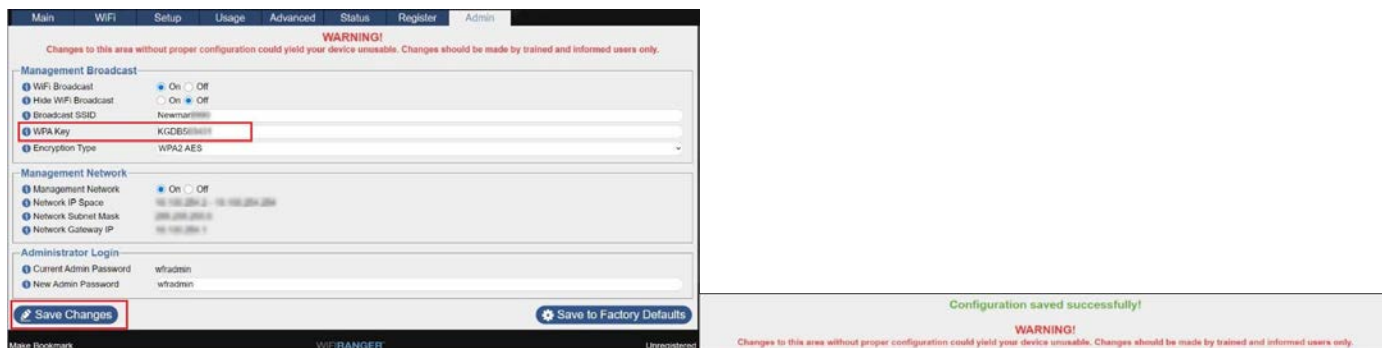 Main WiFi Setup Usage Advanced Status Register Admin
WARNING!
Changes to this area without proper configuration could yield your device unusable. Changes should be made by trained and informed users only.
Management Broadcast
WiFi Broadcast On Off
Hide WiFi Broadcast On Off
Broadcast SSID Newmar
WPA Key KGDB5
Encryption Type WPA2 AES
Management Network
Management Network On Off
Network IP Space
Network Subnet Mask
Network Gateway IP
Administrator Login
Current Admin Password wfradmin
New Admin Password wfradmin
Save Changes Save to Factory Defaults
Make Bookmark WiFiRANGER Unregistered
Configuration saved successfully!
WARNING!
Changes to this area without proper configuration could yield your device unusable. Changes should be made by trained and informed users only.